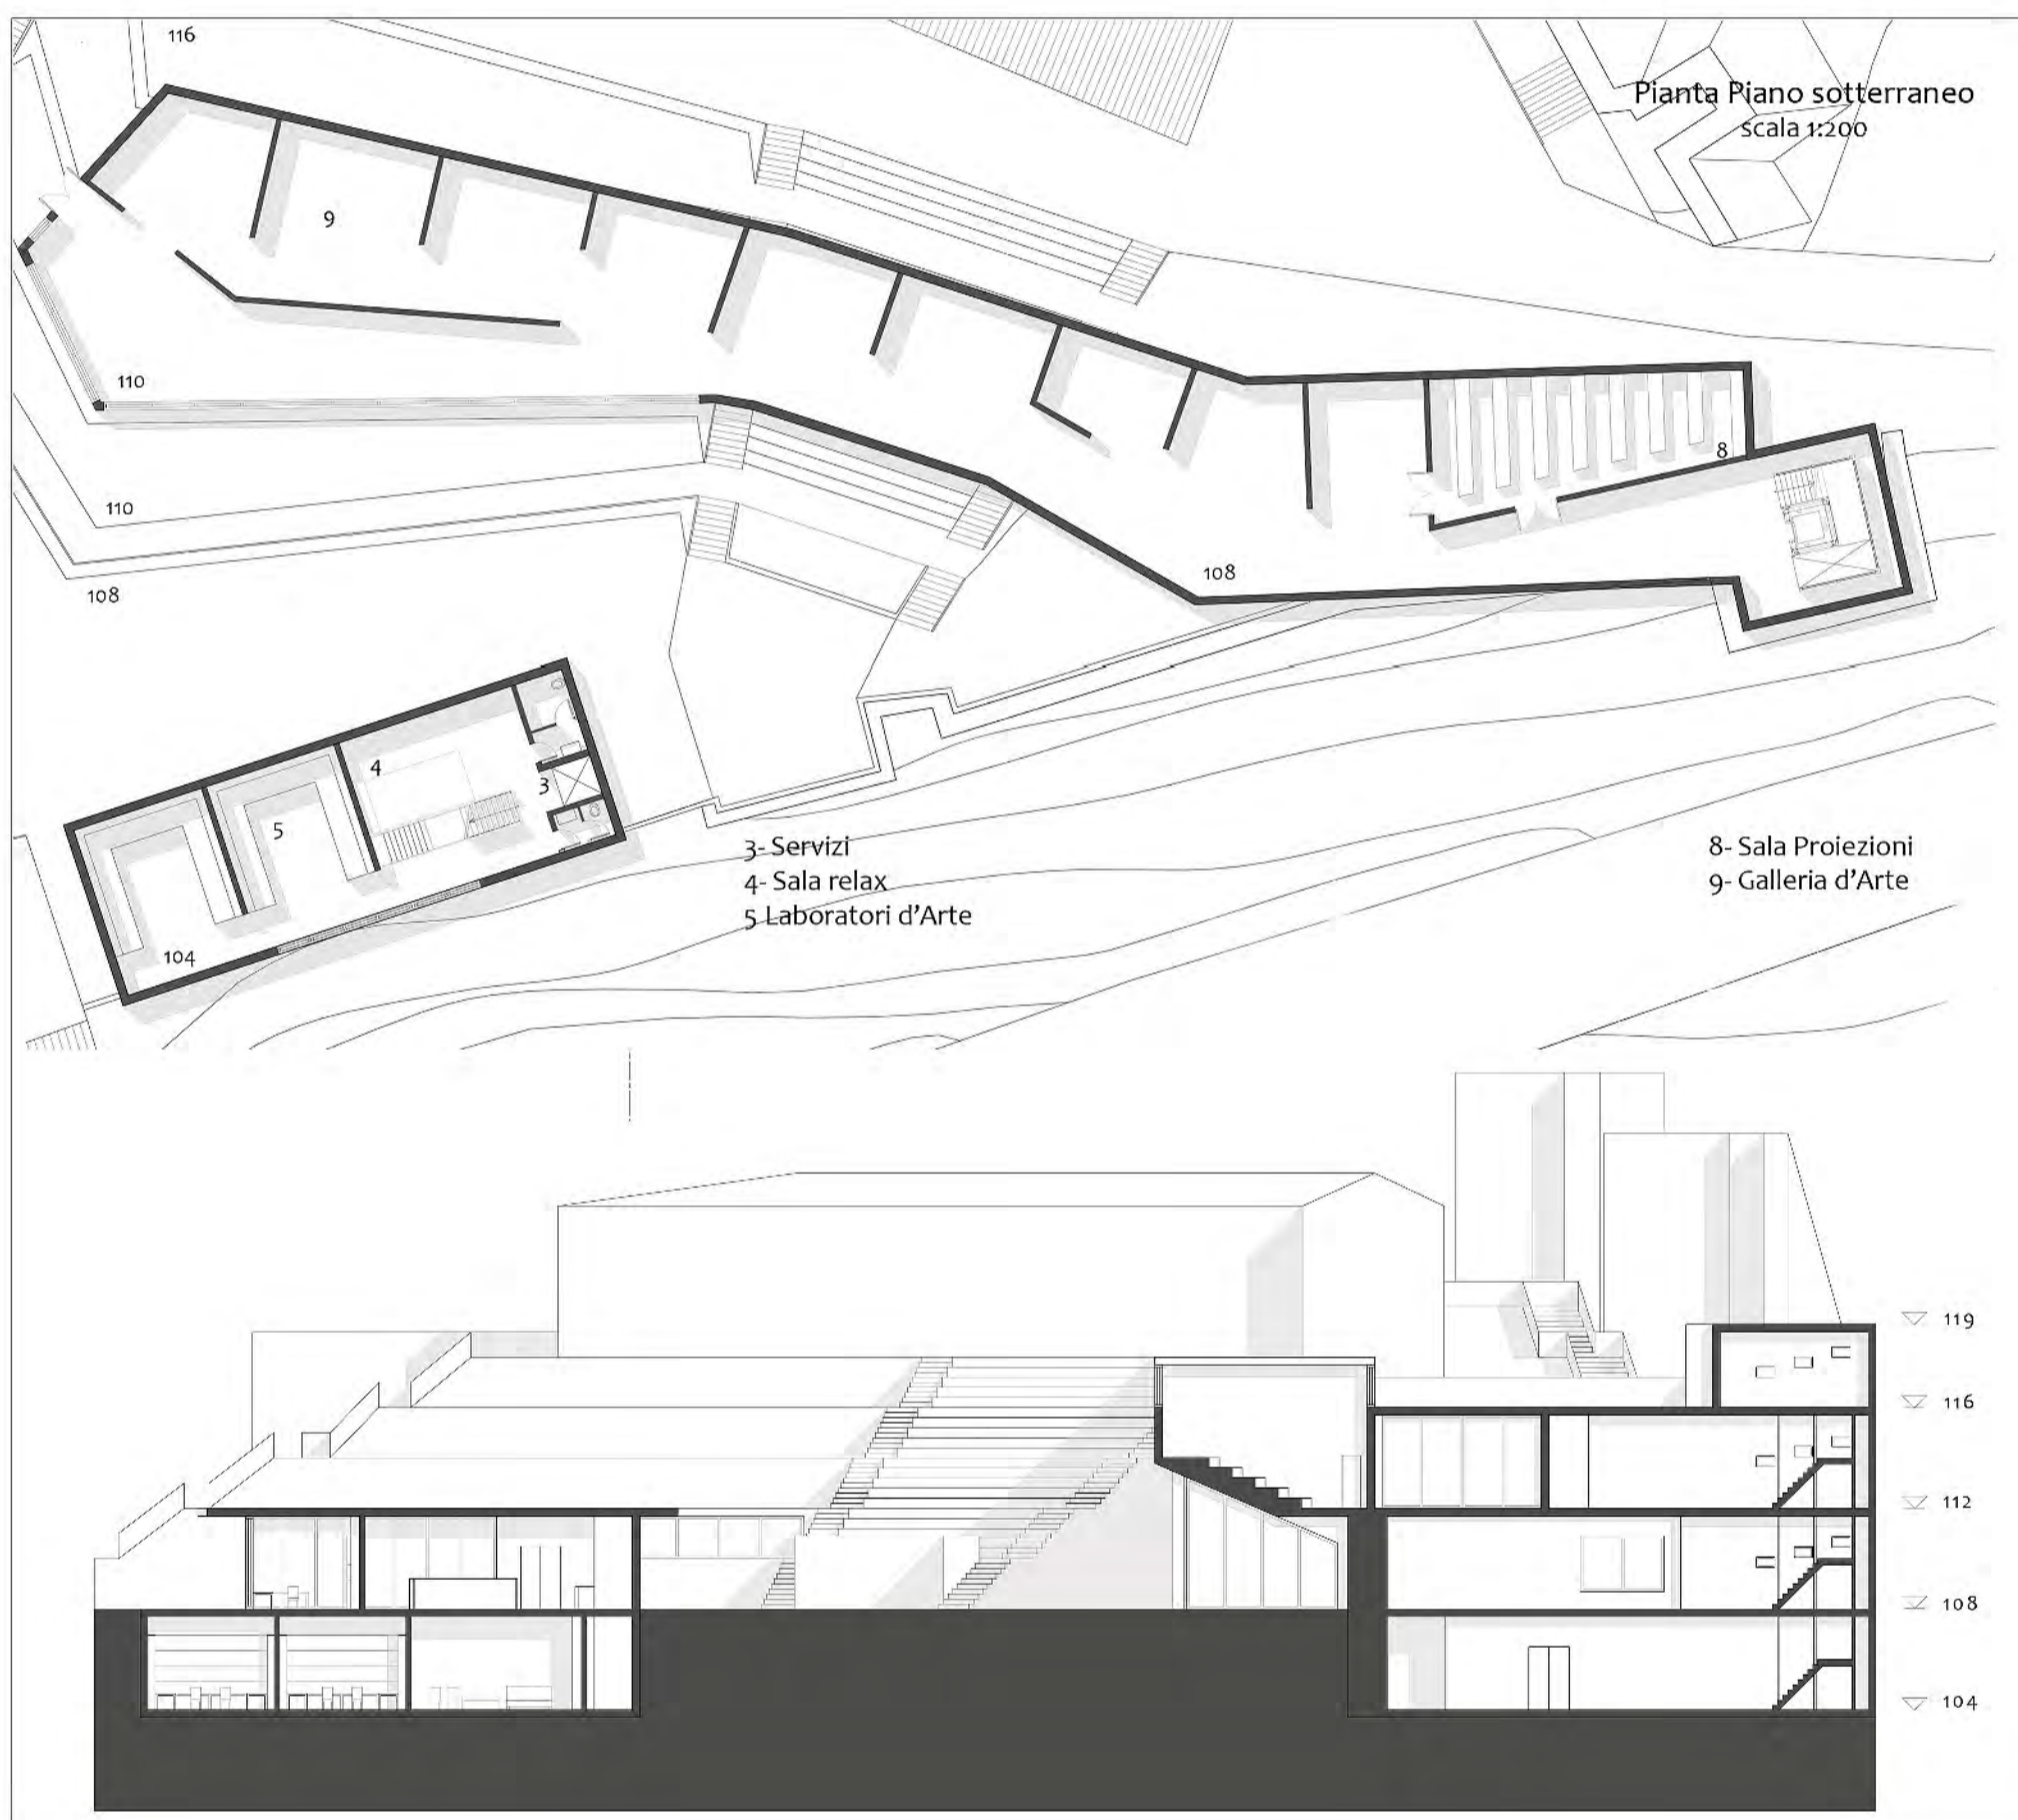 116
Pianta Piano sotterraneo
scala 1:200
9
110
8
110
108
108
4
3
5
104
3- Servizi
4- Sala relax
5 Laboratori d'Arte
8- Sala Proiezioni
9- Galleria d'Arte
119
116
112
108
104